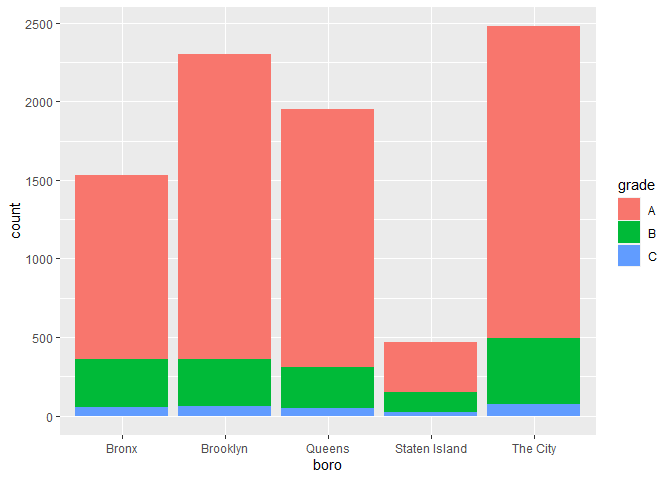 2500
2000
1500
1000
500
0
count
Bronx
Brooklyn
Queens
Staten Island
The City
boro
grade
A
B
C